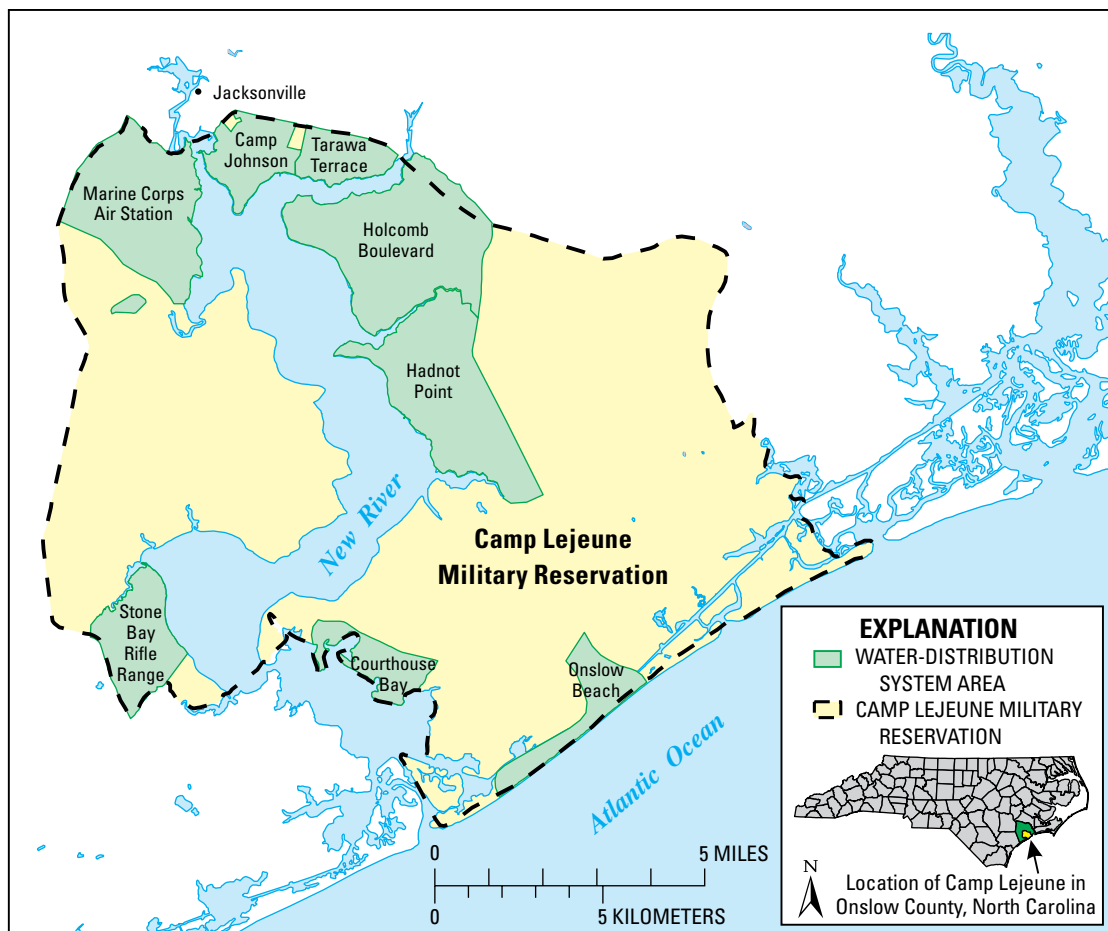 Jacksonville
Camp
Johnson
Tarawa
Terrace
Marine Corps
Air Station
Holcomb
Boulevard
Hadnot
Point
New River
Camp Lejeune
Military Reservation
Stone
Bay
Rifle
Range
Courthouse
Bay
Onslow
Beach
Atlantic Ocean
0
5 MILES
0
5 KILOMETERS
EXPLANATION
WATER-DISTRIBUTION
SYSTEM AREA
CAMP LEJEUNE MILITARY
RESERVATION
N
Location of Camp Lejeune in
Onslow County, North Carolina